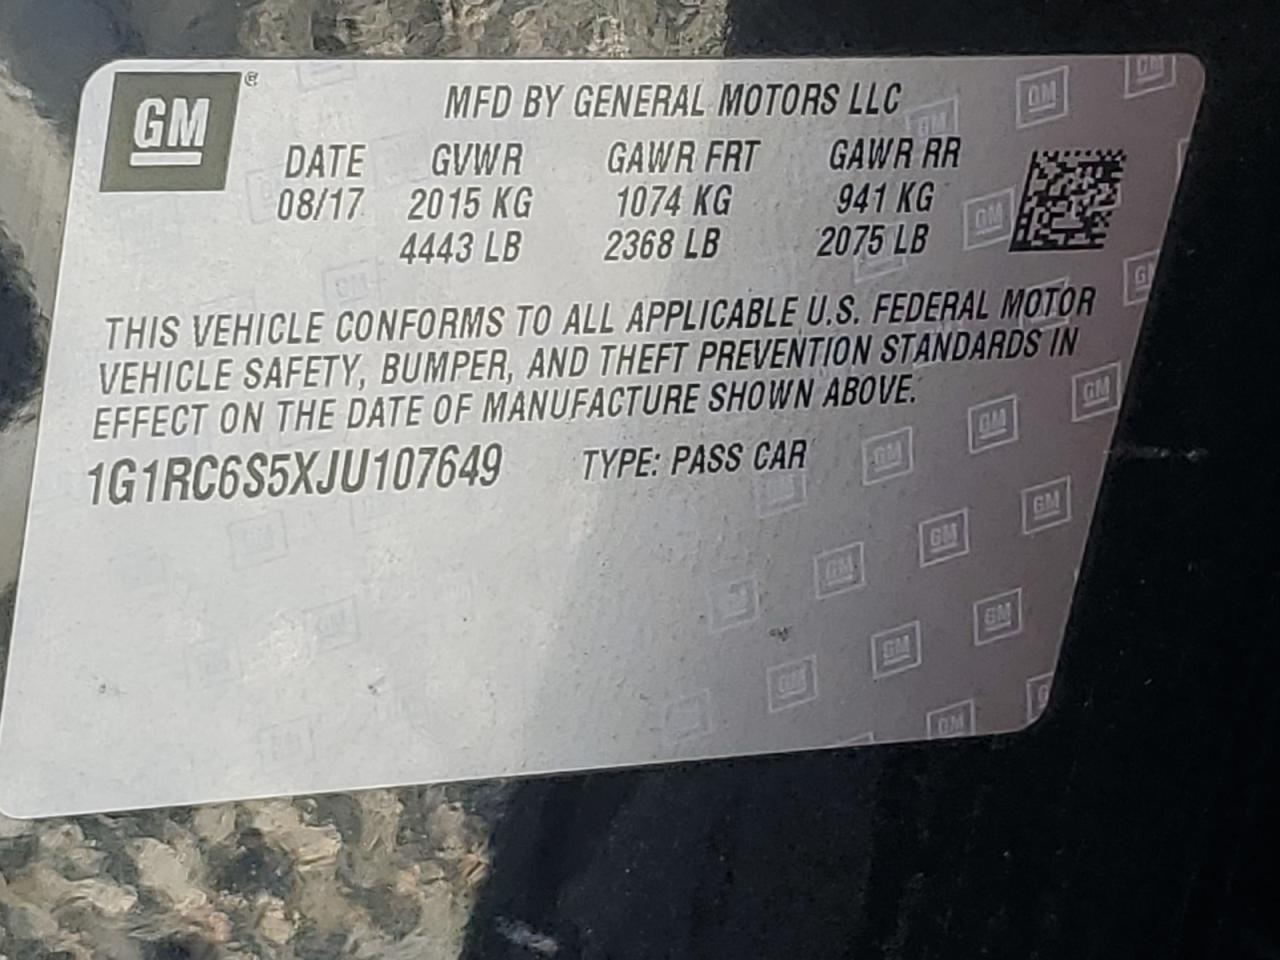 GM ®
MFD BY GENERAL MOTORS LLC
DATE GVWR GAWR FRT GAWR RR
08/17 2015 KG 1074 KG 941 KG
4443 LB 2368 LB 2075 LB
THIS VEHICLE CONFORMS TO ALL APPLICABLE U.S. FEDERAL MOTOR
VEHICLE SAFETY, BUMPER, AND THEFT PREVENTION STANDARDS IN
EFFECT ON THE DATE OF MANUFACTURE SHOWN ABOVE.
1G1RC6S5XJU107649 TYPE: PASS CAR